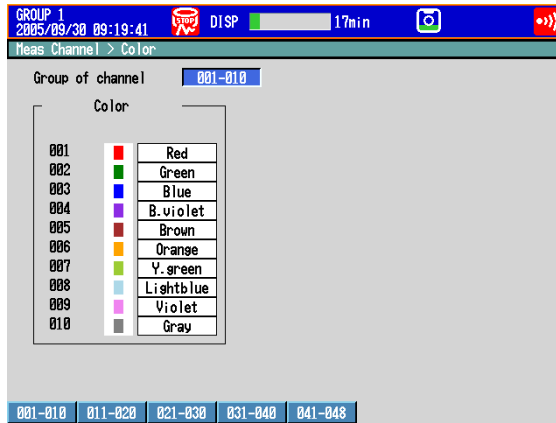 GROUP 1
2005/09/30 09:19:41
STOP
DISP
17min
Meas Channel > Color
Group of channel 001-010
Color
001 Red
002 Green
003 Blue
004 B.violet
005 Brown
006 Orange
007 Y.green
008 Lightblue
009 Violet
010 Gray
001-010 011-020 021-030 031-040 041-048